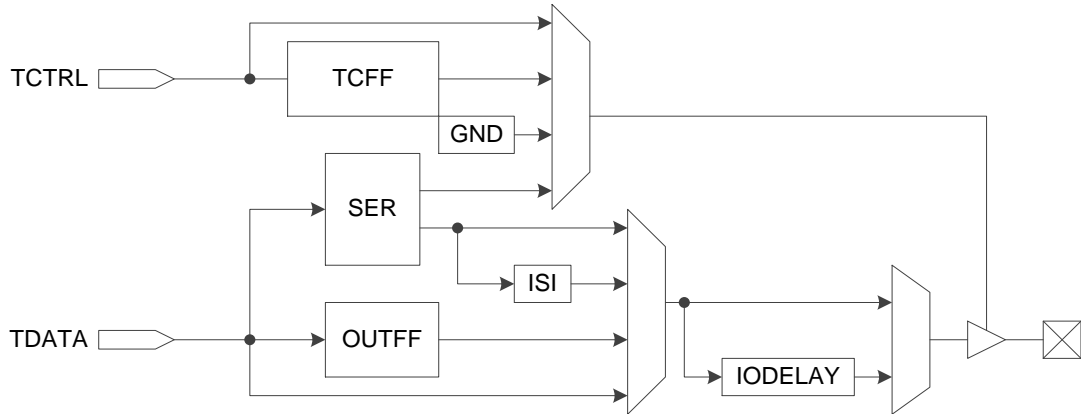 TCTRL
TCFF
GND
SER
ISI
TDATA
OUTFF
IODELAY